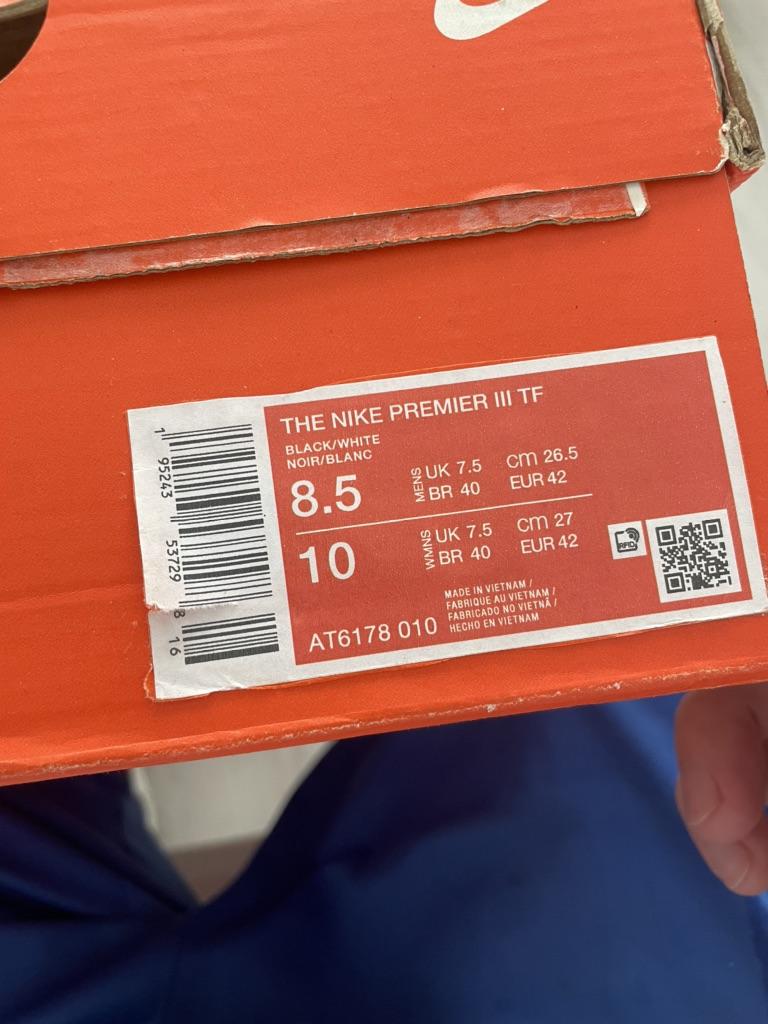 THE NIKE PREMIER III TF
BLACK/WHITE
NOIR/BLANC
8.5
MENS
UK 7.5
CM 26.5
BR 40
EUR 42
10
WMNS
UK 7.5
CM 27
BR 40
EUR 42
RFID
MADE IN VIETNAM /
FABRIQUE AU VIETNAM /
FABRICADO NO VIETNÃ /
HECHO EN VIETNAM
AT6178 010
1 95243 53729 8 16